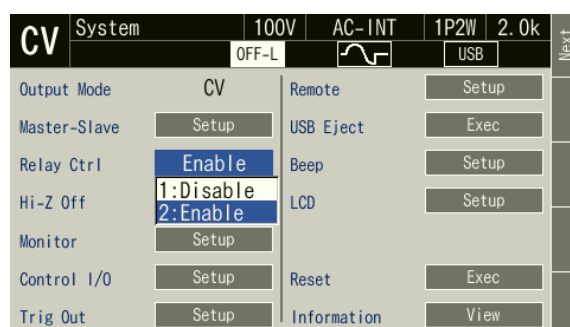 CV System 100V AC-INT 1P2W 2.0k
OFF-L USB
Next
Output Mode CV
Master-Slave Setup
Relay Ctrl Enable
1:Disable
2:Enable
Hi-Z Off
Monitor Setup
Control I/O Setup
Trig Out Setup
Remote Setup
USB Eject Exec
Beep Setup
LCD Setup
Reset Exec
Information View